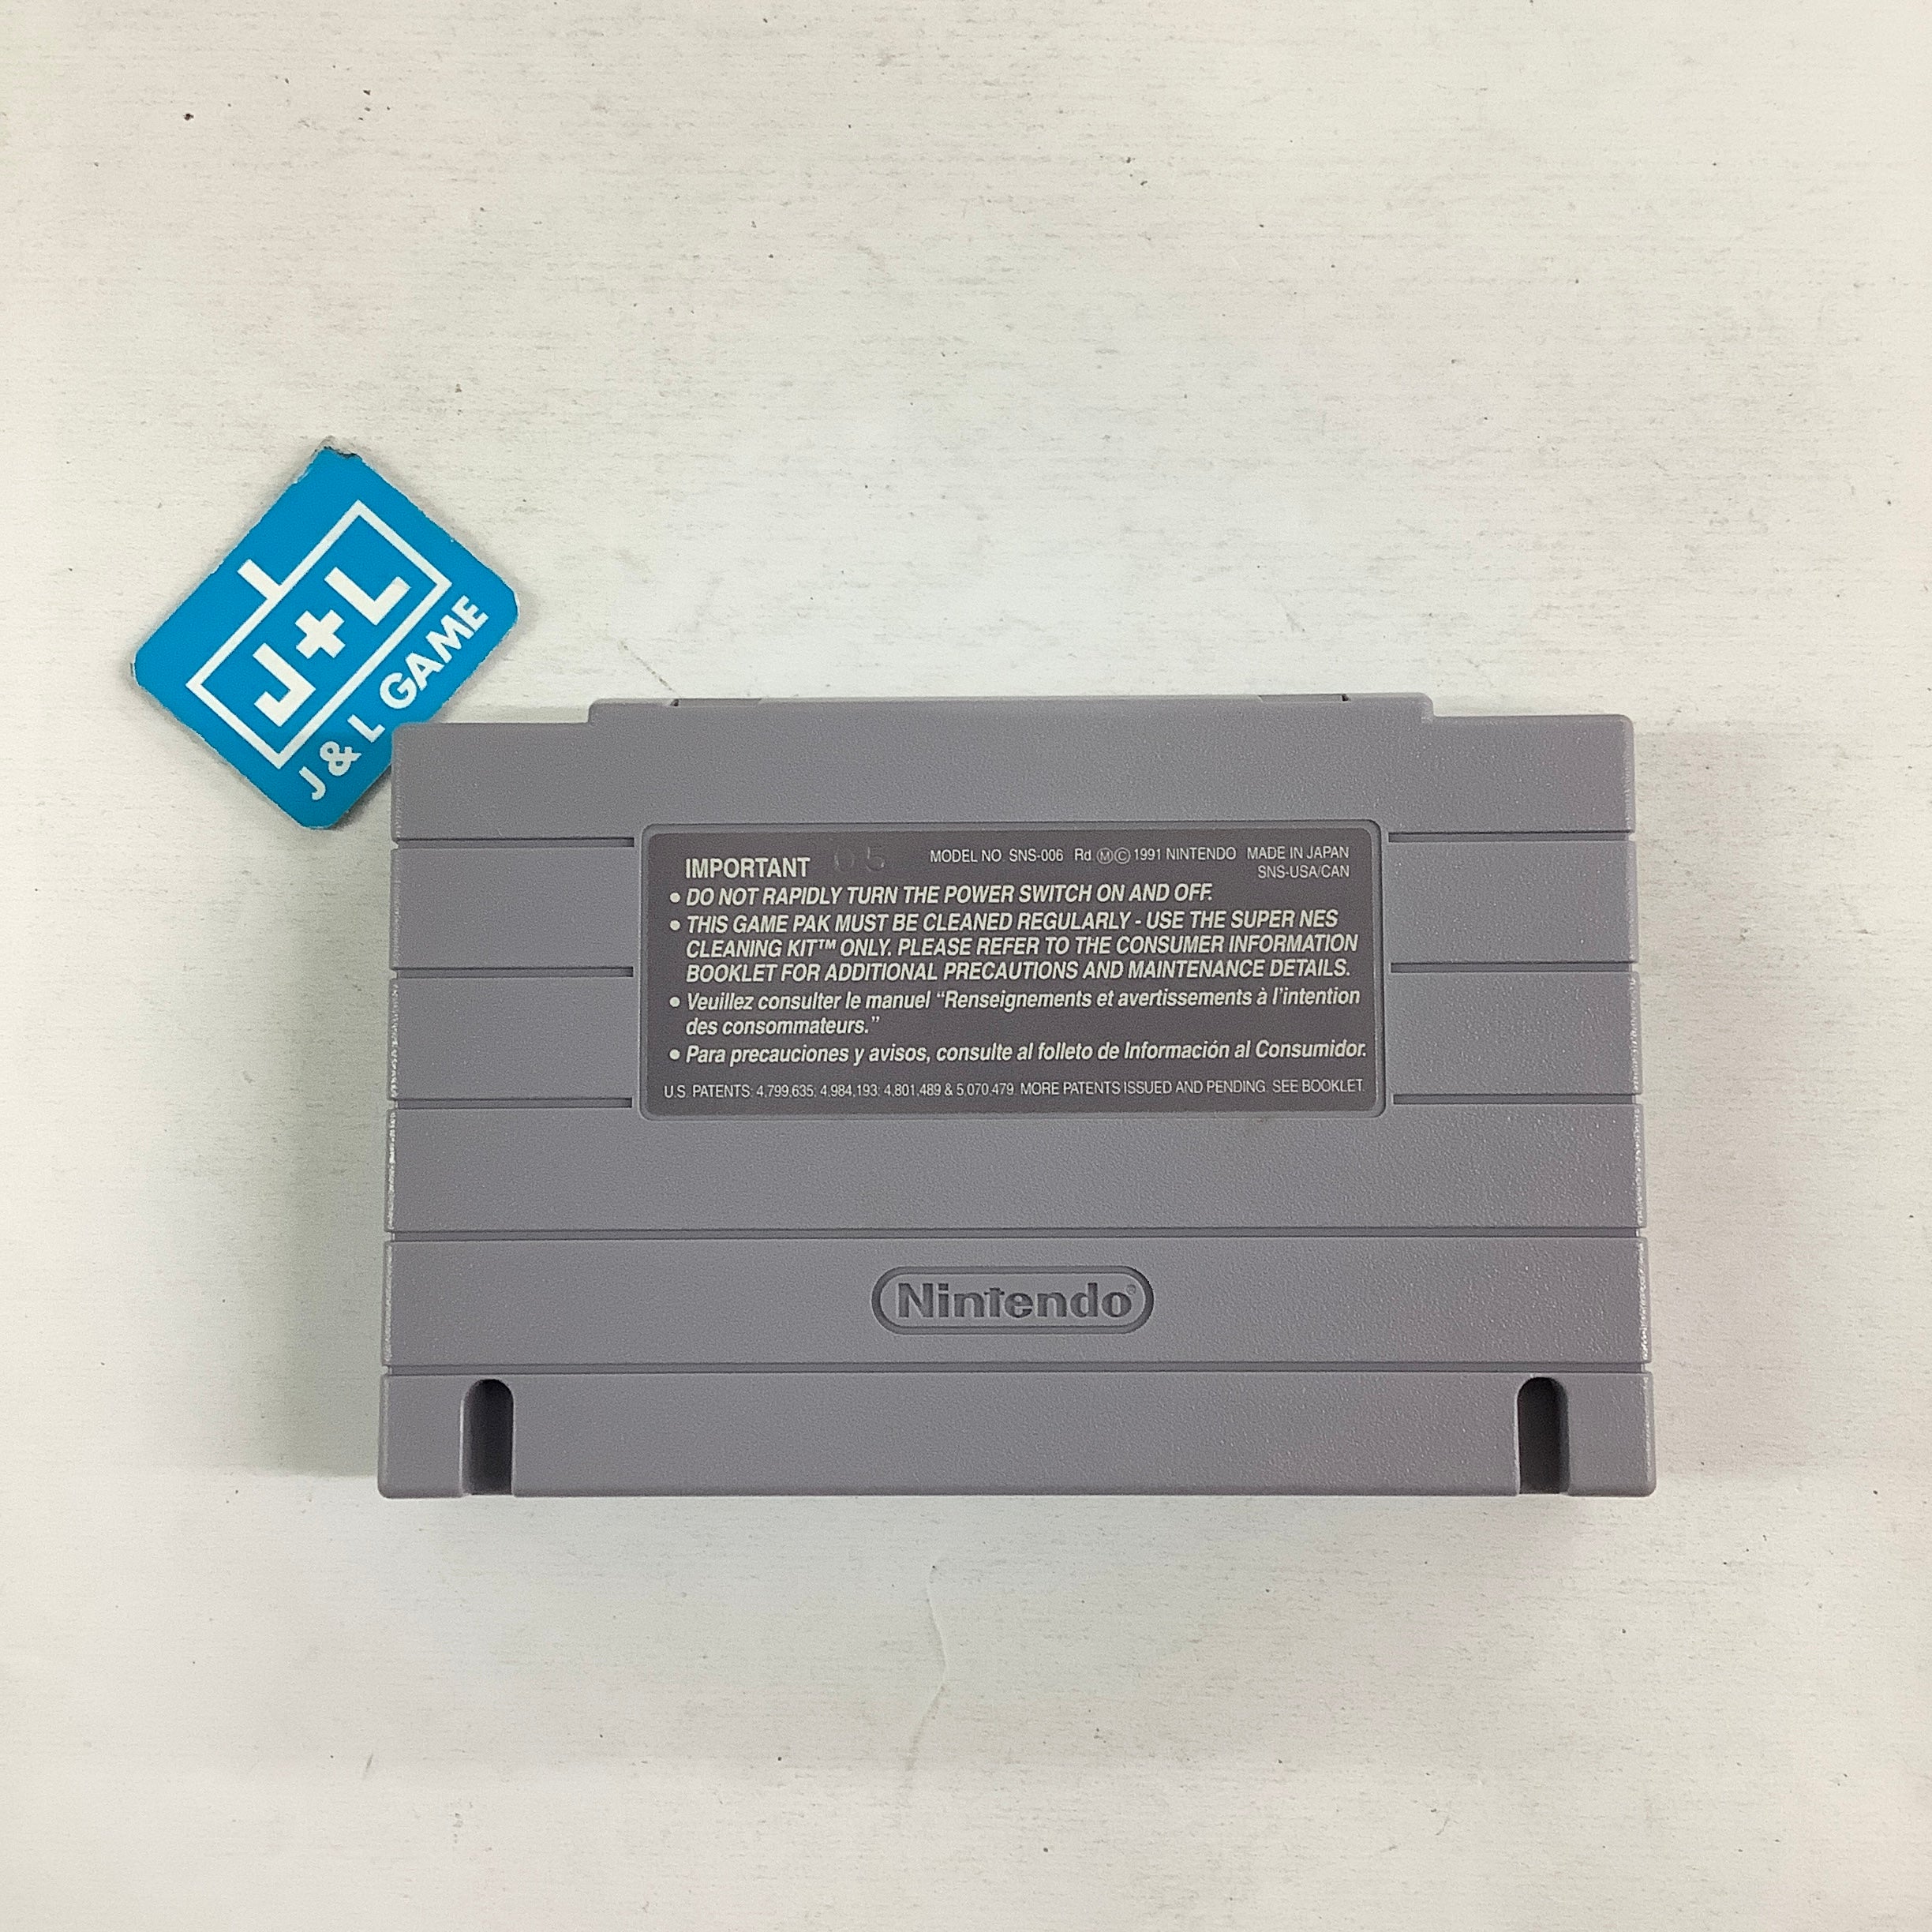 J+L
J & L GAME
IMPORTANT 05 MODEL NO. SNS-006 Rd.ⓂⒸ1991 NINTENDO MADE IN JAPAN
SNS-USA/CAN
● DO NOT RAPIDLY TURN THE POWER SWITCH ON AND OFF.
● THIS GAME PAK MUST BE CLEANED REGULARLY - USE THE SUPER NES
CLEANING KIT™ ONLY. PLEASE REFER TO THE CONSUMER INFORMATION
BOOKLET FOR ADDITIONAL PRECAUTIONS AND MAINTENANCE DETAILS.
● Veuillez consulter le manuel “Renseignements et avertissements à l'intention
des consommateurs.”
● Para precauciones y avisos, consulte al folleto de Información al Consumidor.
U.S. PATENTS: 4,799,635; 4,984,193; 4,801,489 & 5,070,479. MORE PATENTS ISSUED AND PENDING. SEE BOOKLET.
Nintendo®